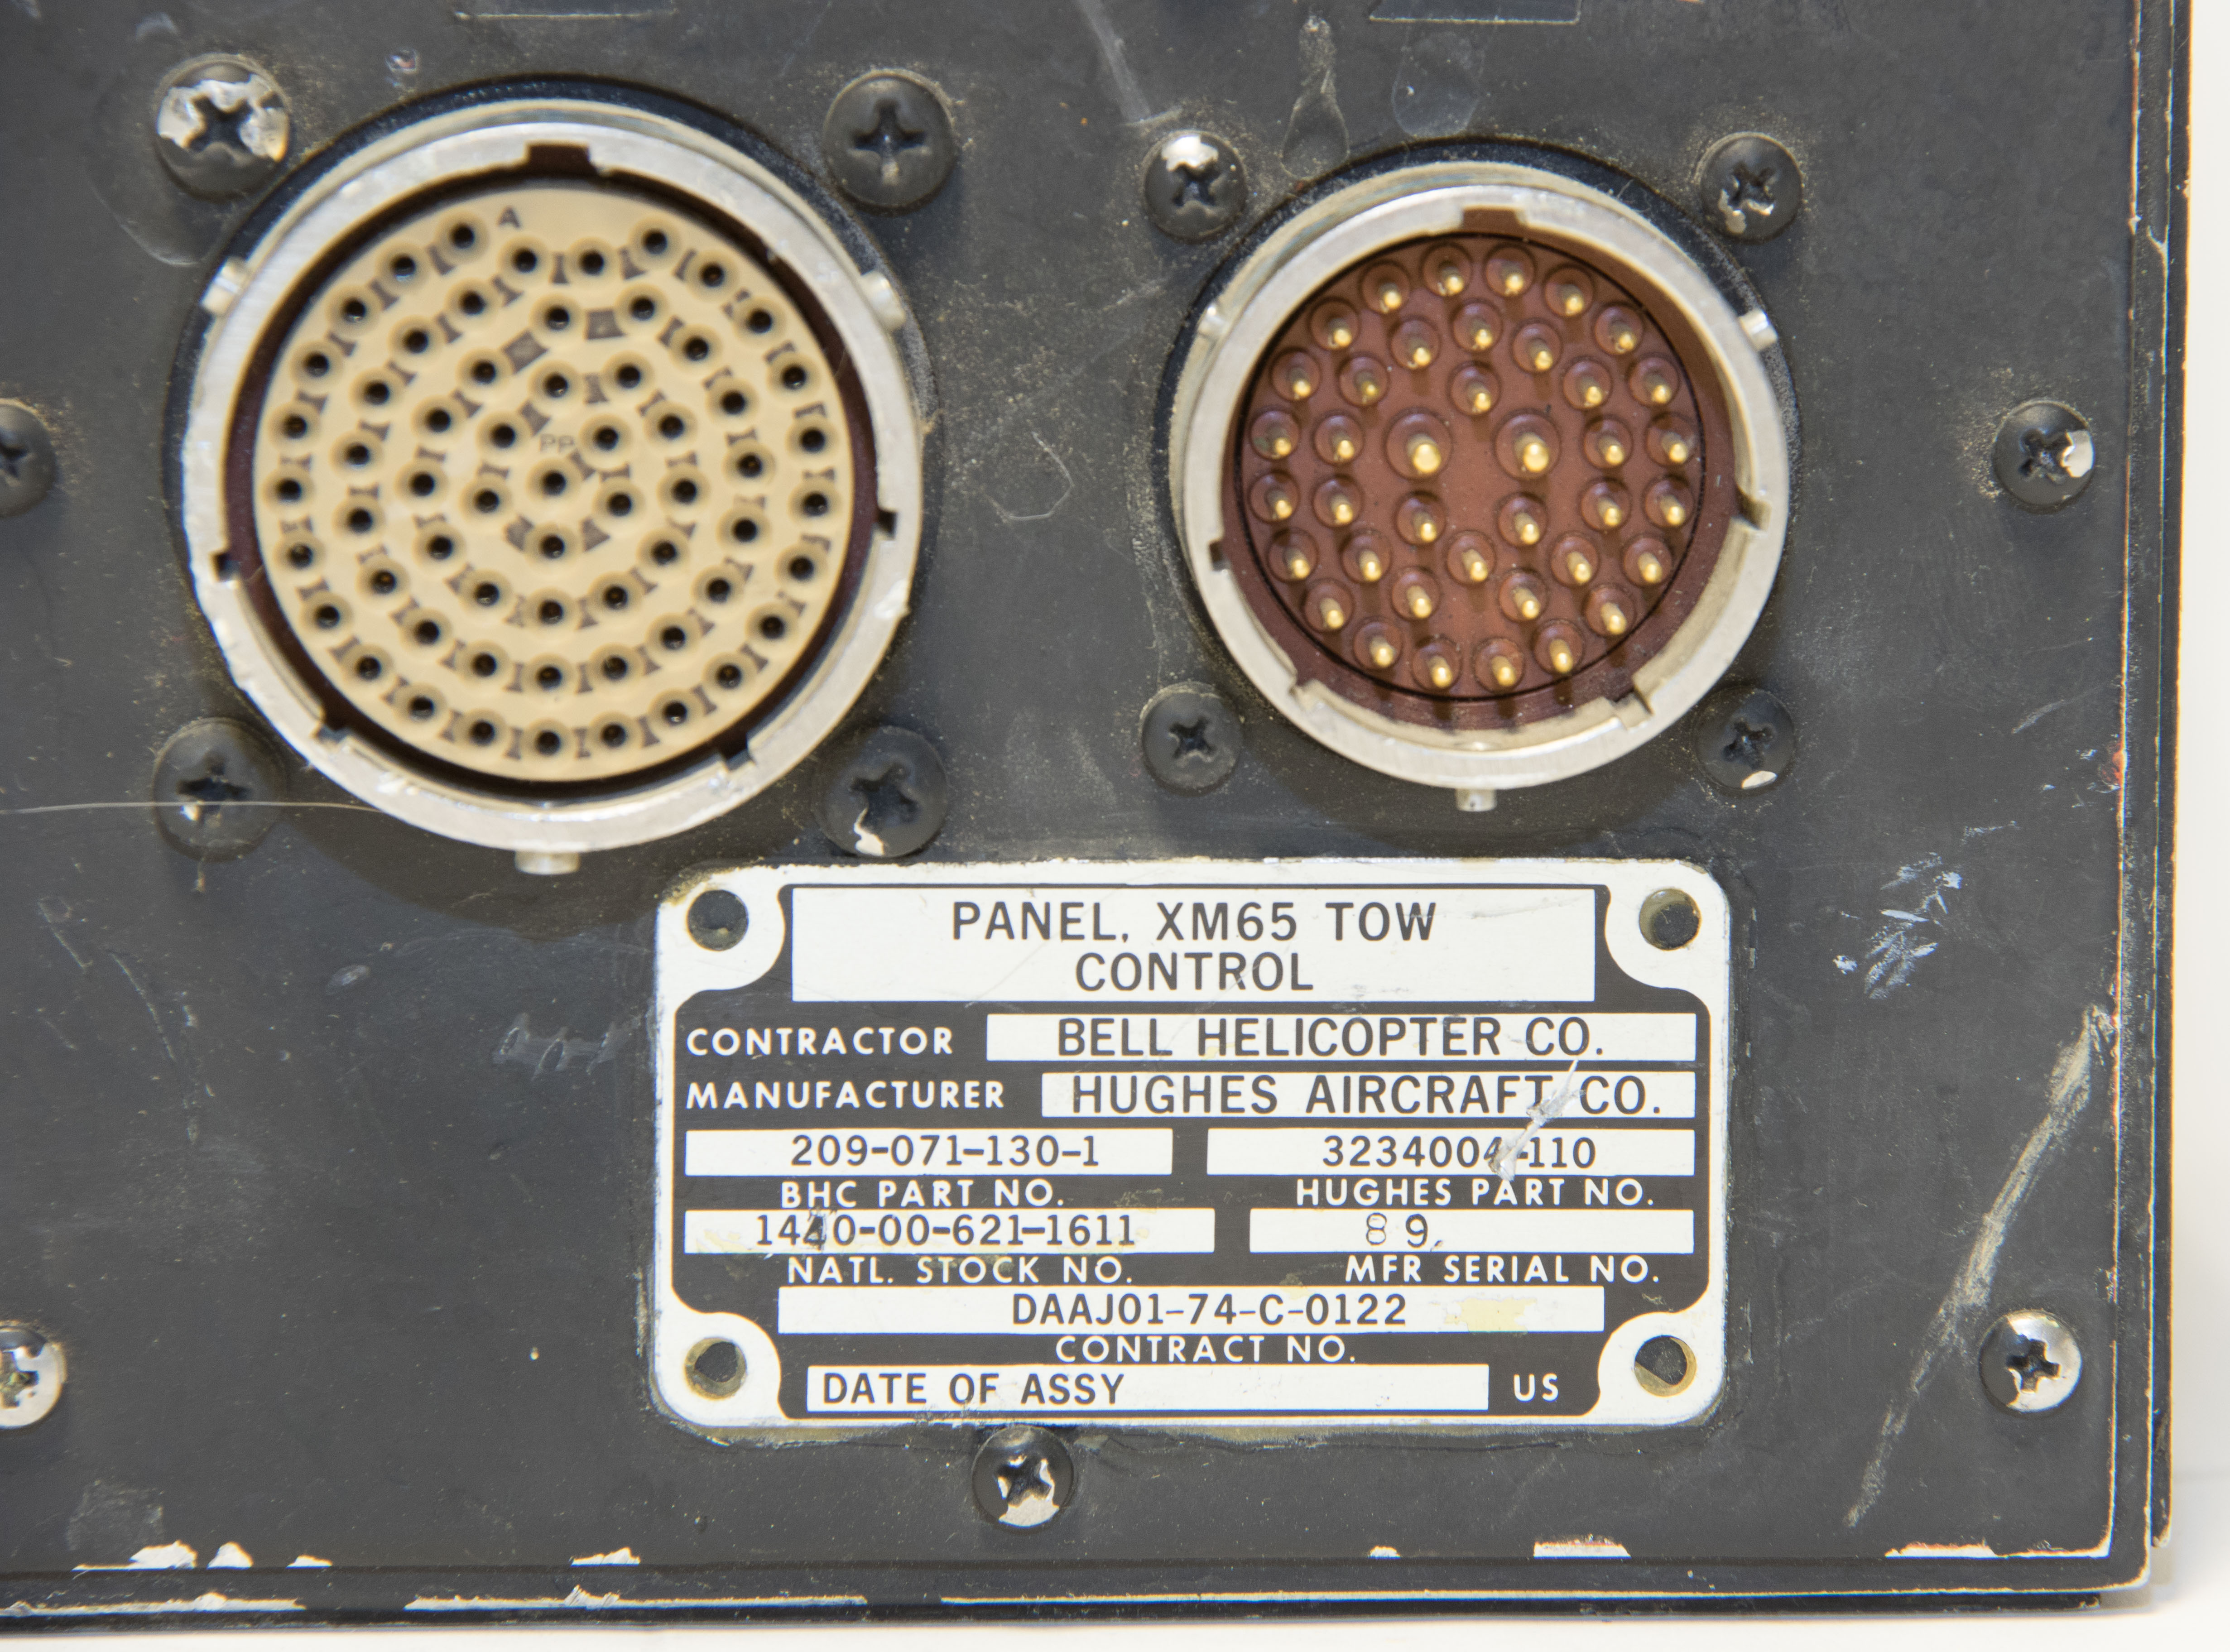 A
PP
PANEL, XM65 TOW
CONTROL
CONTRACTOR BELL HELICOPTER CO.
MANUFACTURER HUGHES AIRCRAFT CO.
209-071-130-1 3234004-110
BHC PART NO. HUGHES PART NO.
1440-00-621-1611 89
NATL. STOCK NO. MFR SERIAL NO.
DAAJ01-74-C-0122
CONTRACT NO.
DATE OF ASSY US